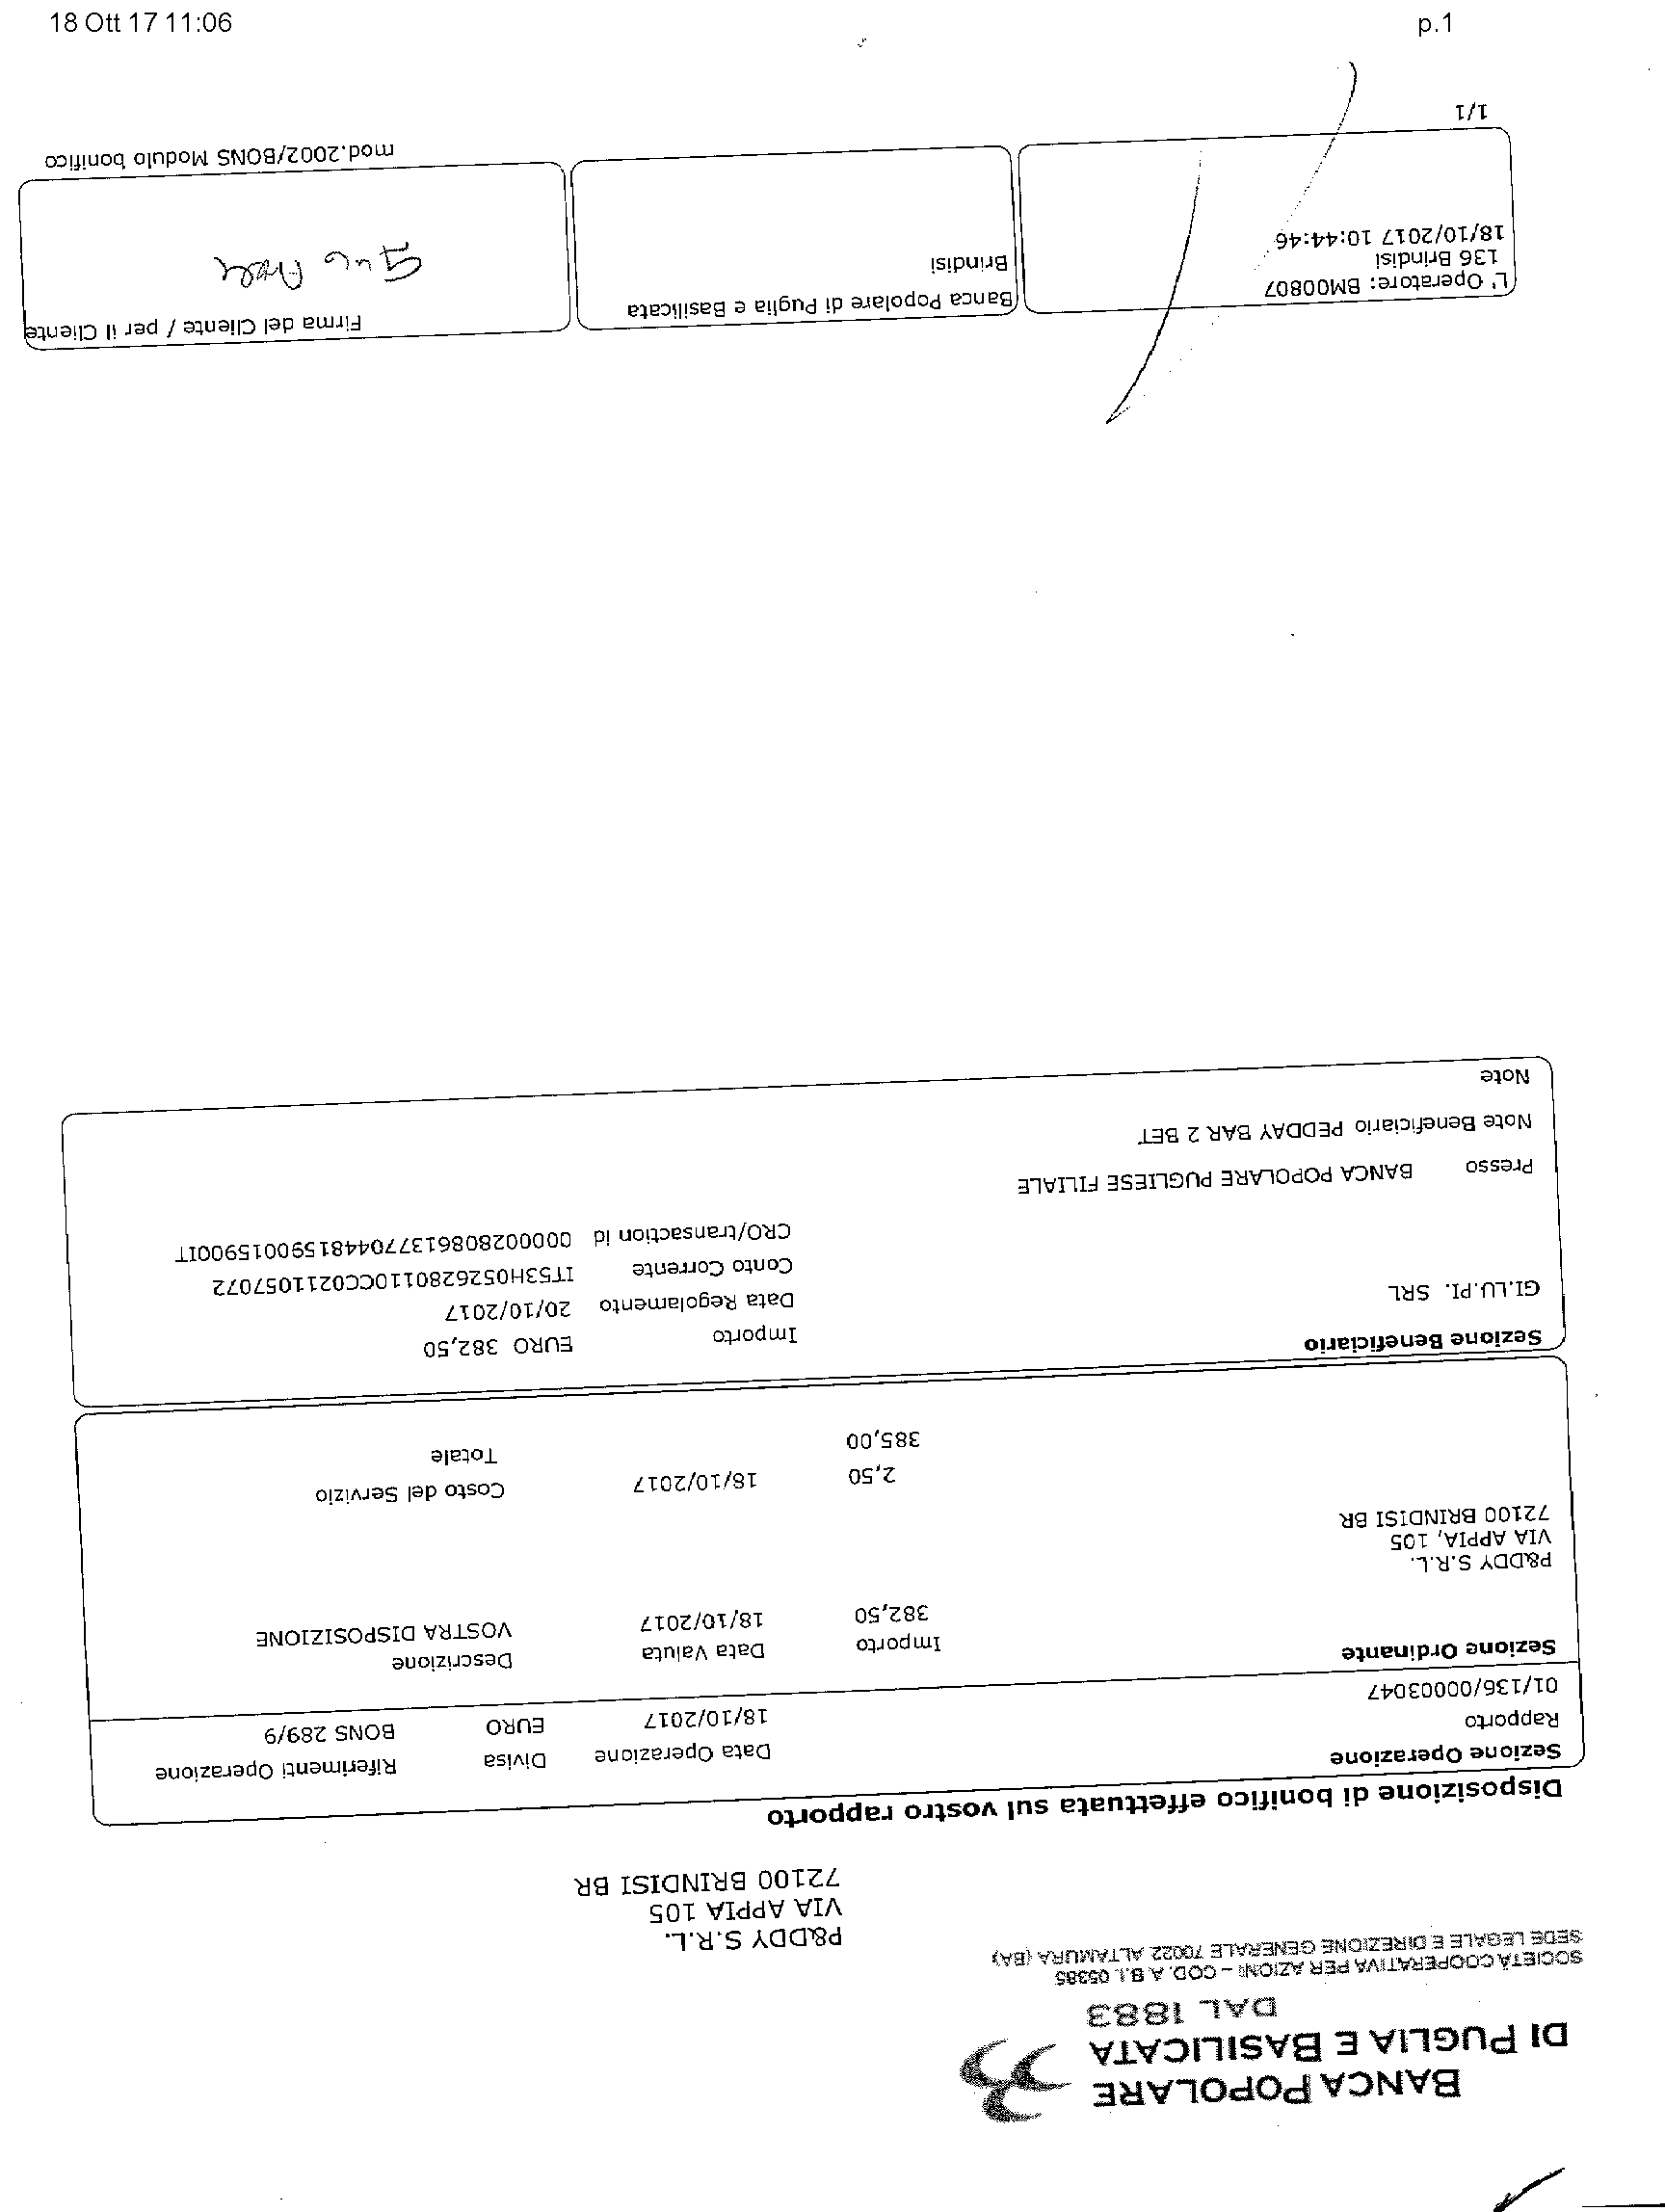 18 Ott 17 11:06 p.1
BANCA POPOLARE
DI PUGLIA E BASILICATA
DAL 1883
SOCIETÀ COOPERATIVA PER AZIONI – COD. A.B.I. 05385
SEDE LEGALE E DIREZIONE GENERALE 70022 ALTAMURA (BA)
P&DDY S.R.L.
VIA APPIA 105
72100 BRINDISI BR
Disposizione di bonifico effettuata sul vostro rapporto
Sezione Operazione
Rapporto Data Operazione Divisa Riferimenti Operazione
01/136/00003047 18/10/2017 EURO BONS 289/9
Sezione Ordinante Importo Data Valuta Descrizione
382,50 18/10/2017 VOSTRA DISPOSIZIONE
P&DDY S.R.L.
VIA APPIA, 105
72100 BRINDISI BR
2,50 18/10/2017 Costo del Servizio
385,00 Totale
Sezione Beneficiario Importo EURO 382,50
GI.LU.PI. SRL Data Regolamento 20/10/2017
Conto Corrente IT53H0526280110CC0211057072
CRO/transaction id 0000028086137704481590015900IT
Presso BANCA POPOLARE PUGLIESE FILIALE
Note Beneficiario PEDDAY BAR 2 BET
Note
L' Operatore: BM00807
136 Brindisi
18/10/2017 10:44:46
Banca Popolare di Puglia e Basilicata
Brindisi
Firma del Cliente / per il Cliente
1/1 mod.2002/BONS Modulo bonifico